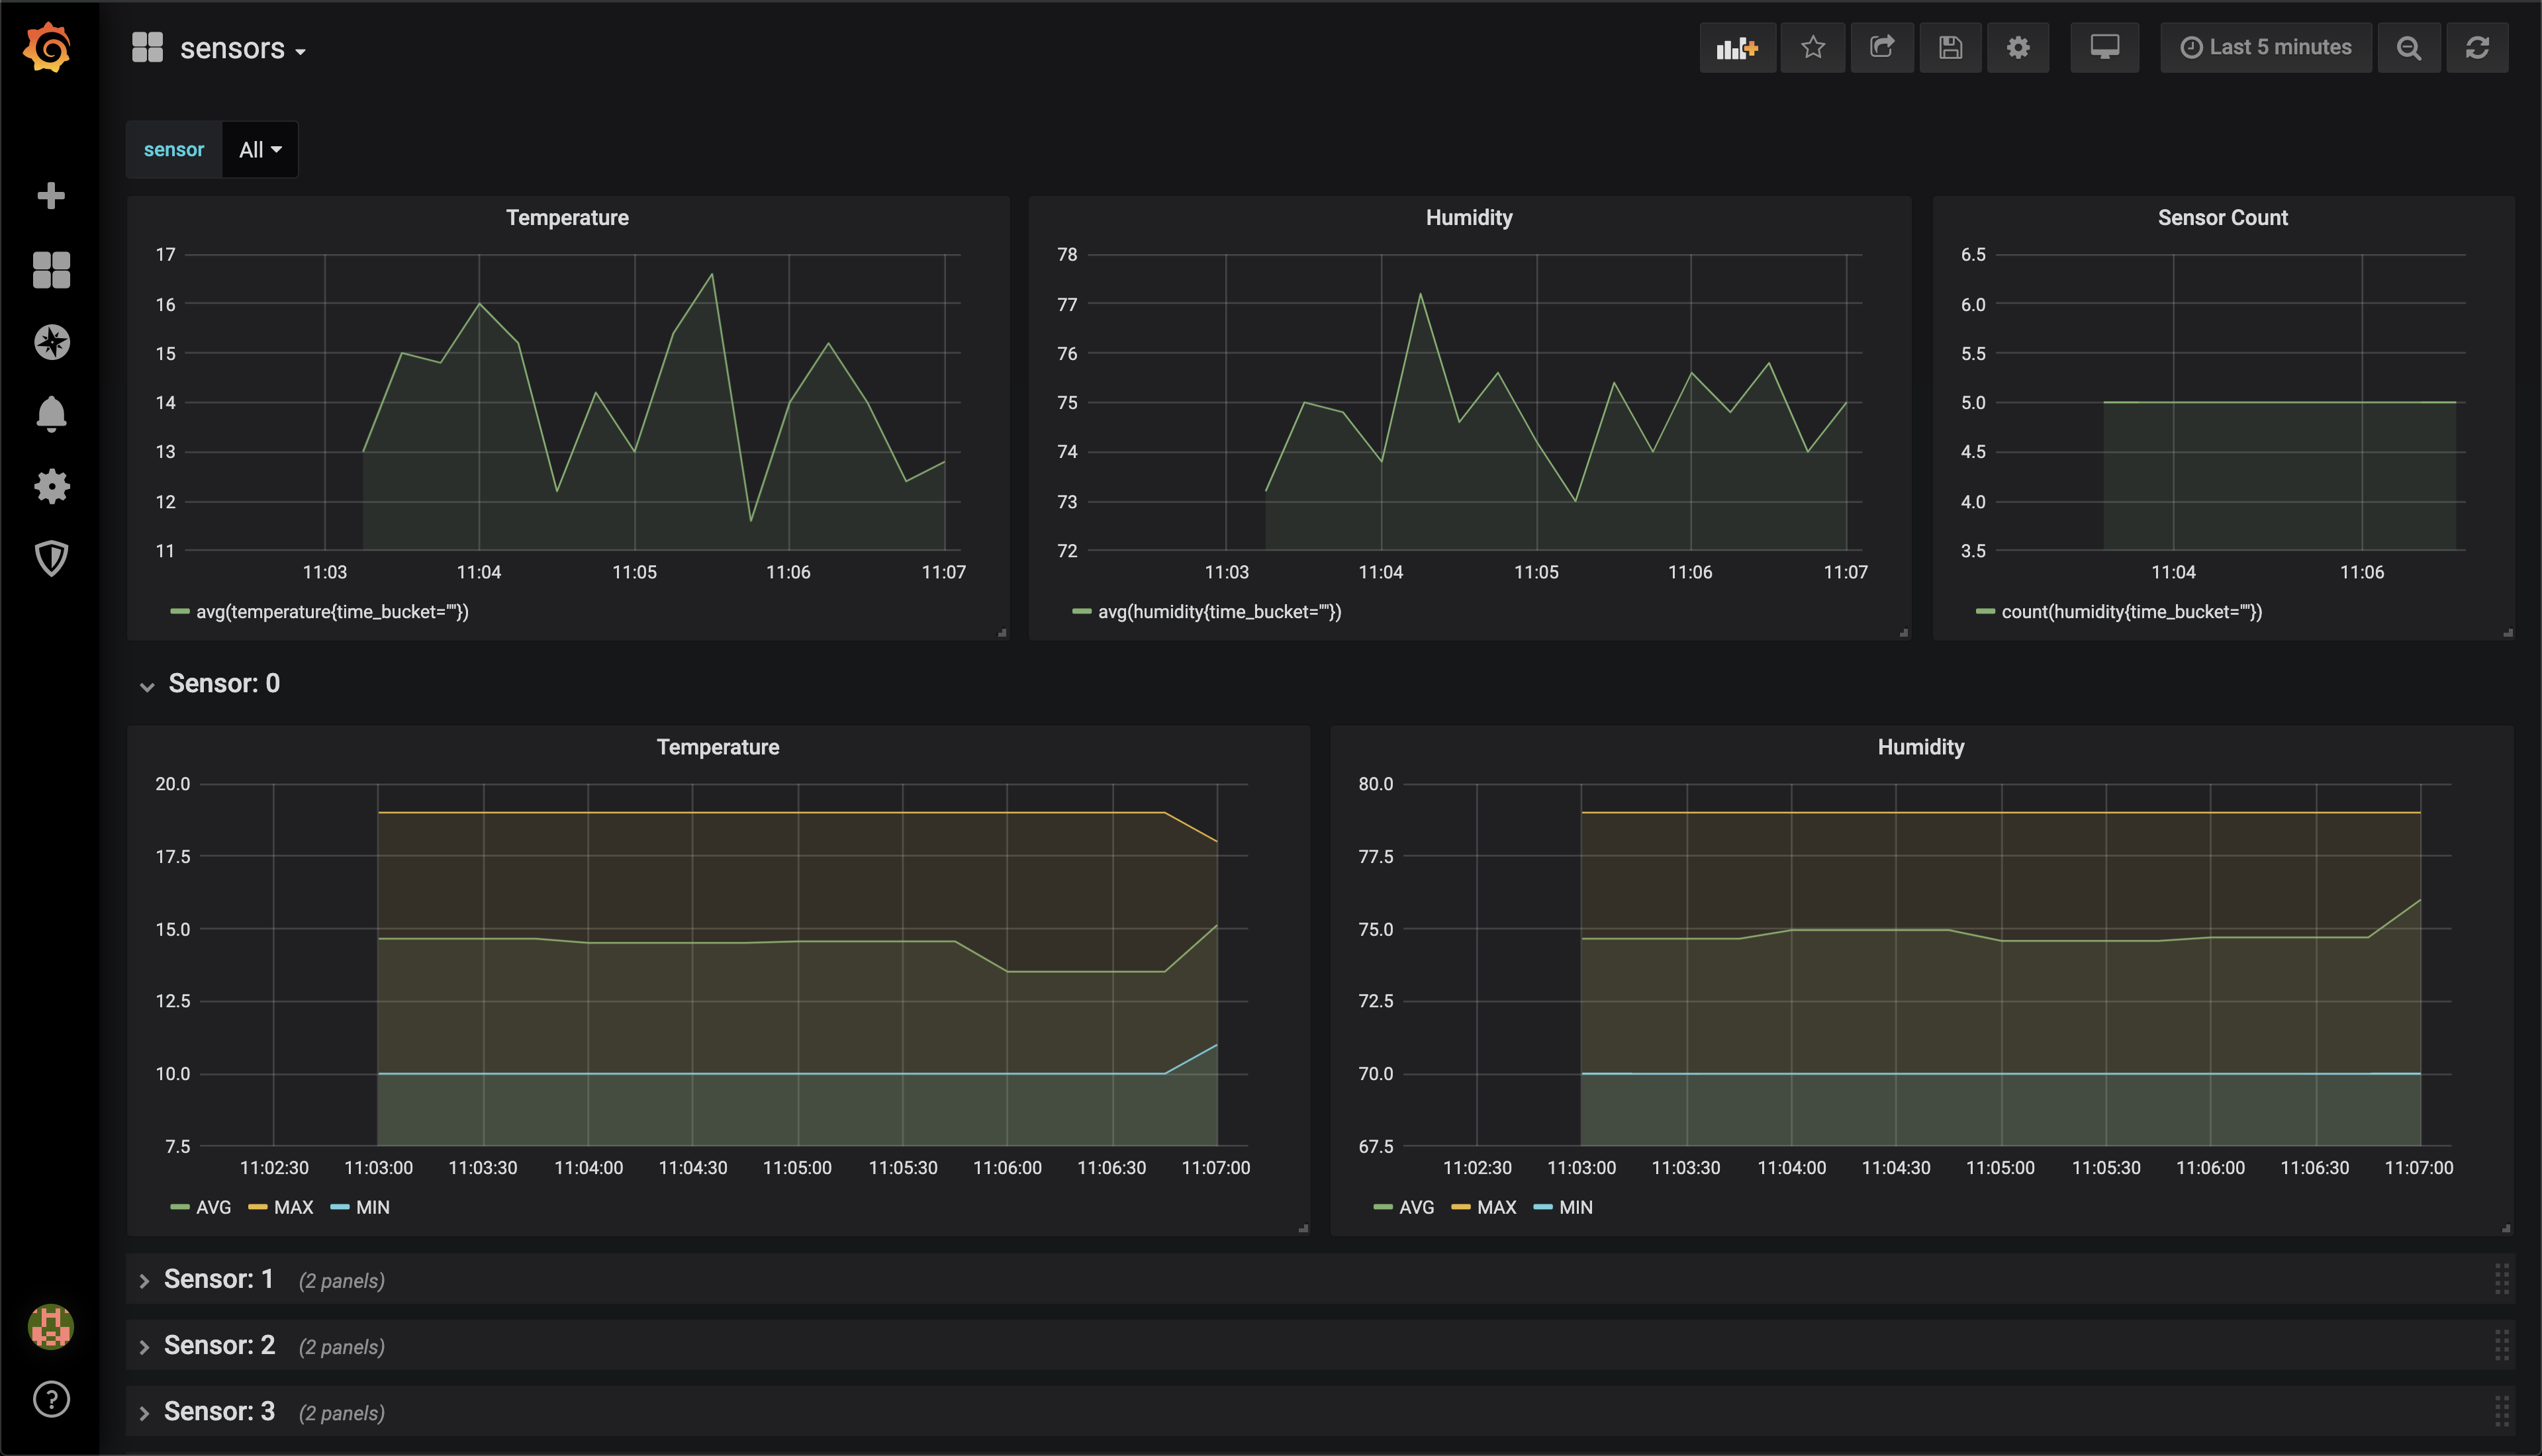 sensors
Last 5 minutes
sensor All
Temperature
17
16
15
14
13
12
11
11:03 11:04 11:05 11:06 11:07
avg(temperature{time_bucket=""})
Humidity
78
77
76
75
74
73
72
11:03 11:04 11:05 11:06 11:07
avg(humidity{time_bucket=""})
Sensor Count
6.5
6.0
5.5
5.0
4.5
4.0
3.5
11:04 11:06
count(humidity{time_bucket=""})
Sensor: 0
Temperature
20.0
17.5
15.0
12.5
10.0
7.5
11:02:30 11:03:00 11:03:30 11:04:00 11:04:30 11:05:00 11:05:30 11:06:00 11:06:30 11:07:00
AVG MAX MIN
Humidity
80.0
77.5
75.0
72.5
70.0
67.5
11:02:30 11:03:00 11:03:30 11:04:00 11:04:30 11:05:00 11:05:30 11:06:00 11:06:30 11:07:00
AVG MAX MIN
Sensor: 1 (2 panels)
Sensor: 2 (2 panels)
Sensor: 3 (2 panels)